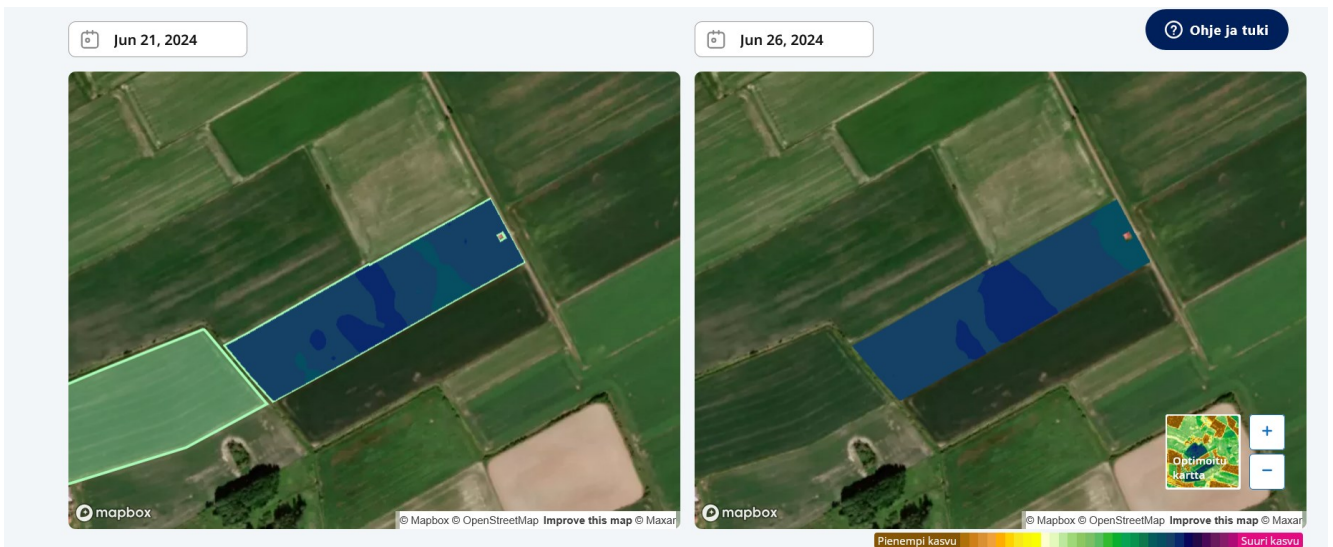 Jun 21, 2024
Jun 26, 2024
Ohje ja tuki
Optimoitu
kartta
+
−
mapbox
© Mapbox © OpenStreetMap Improve this map © Maxar
mapbox
© Mapbox © OpenStreetMap Improve this map © Maxar
Pienempi kasvu
Suuri kasvu